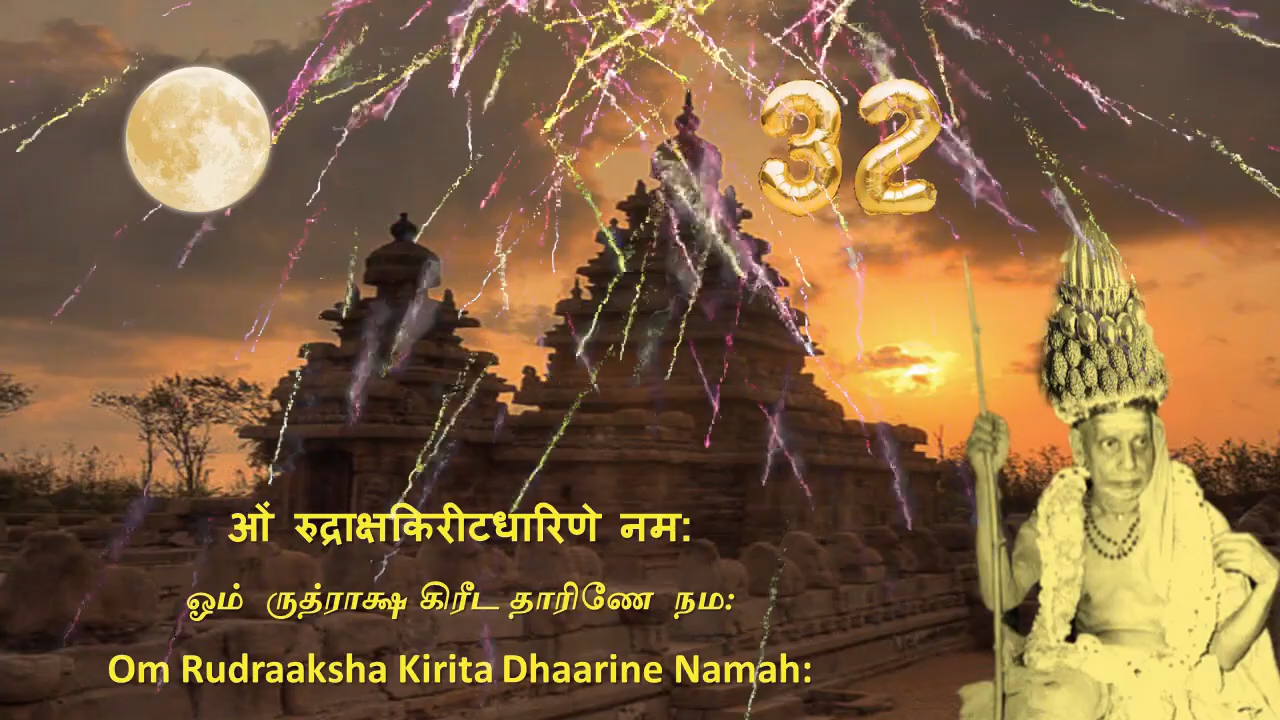 32
ओं रुद्राक्षकिरीटधारिणे नम:
ஓம் ருத்ராக்ஷ கிரீட தாரிணே நம:
Om Rudraaksha Kirita Dhaarine Namah: